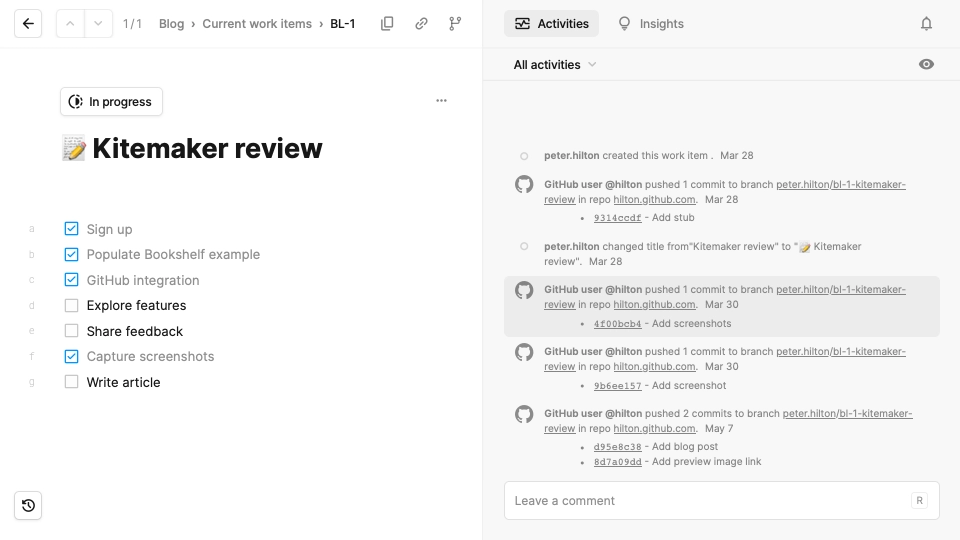 1/1 Blog › Current work items › BL-1
In progress
📝 Kitemaker review
a Sign up
b Populate Bookshelf example
c GitHub integration
d Explore features
e Share feedback
f Capture screenshots
g Write article
Activities Insights
All activities
peter.hilton created this work item . Mar 28
GitHub user @hilton pushed 1 commit to branch peter.hilton/bl-1-kitemaker-
review in repo hilton.github.com. Mar 28
• 9314ccdf - Add stub
peter.hilton changed title from"Kitemaker review" to "📝 Kitemaker
review". Mar 28
GitHub user @hilton pushed 1 commit to branch peter.hilton/bl-1-kitemaker-
review in repo hilton.github.com. Mar 30
• 4f00bcb4 - Add screenshots
GitHub user @hilton pushed 1 commit to branch peter.hilton/bl-1-kitemaker-
review in repo hilton.github.com. Mar 30
• 9b6ee157 - Add screenshot
GitHub user @hilton pushed 2 commits to branch peter.hilton/bl-1-kitemaker-
review in repo hilton.github.com. May 7
• d95e8c38 - Add blog post
• 8d7a09dd - Add preview image link
Leave a comment R